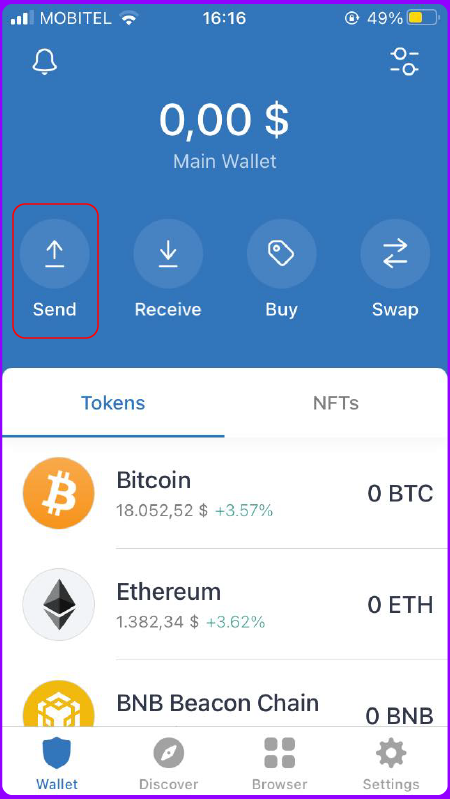 MOBITEL 16:16 49%
0,00 $
Main Wallet
Send Receive Buy Swap
Tokens NFTs
Bitcoin
18.052,52 $ +3.57%
0 BTC
Ethereum
1.382,34 $ +3.62%
0 ETH
BNB Beacon Chain
0 BNB
Wallet Discover Browser Settings